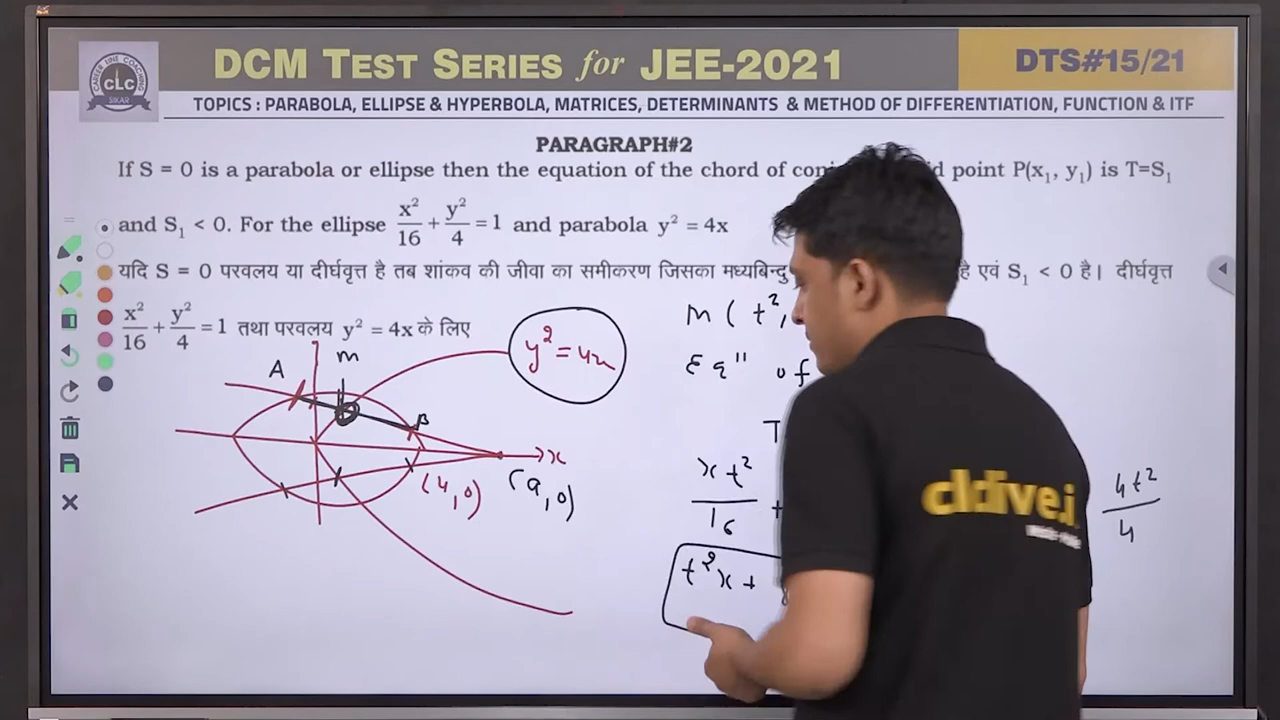 DCM TEST SERIES for JEE-2021
DTS#15/21
CAREER LINE COACHING
CLC
SIKAR
TOPICS : PARABOLA, ELLIPSE & HYPERBOLA, MATRICES, DETERMINANTS & METHOD OF DIFFERENTIATION, FUNCTION & ITF
PARAGRAPH#2
If S = 0 is a parabola or ellipse then the equation of the chord of point P(x₁, y₁) is T=S₁
and S₁ < 0. For the ellipse x²/16 + y²/4 = 1 and parabola y² = 4x
यदि S = 0 परवलय या दीर्घवृत्त है तब शांकव की जीवा का समीकरण जिसका मध्यबिन्दु है एवं S₁ < 0 है। दीर्घवृत्त
x²/16 + y²/4 = 1 तथा परवलय y² = 4x के लिए
y² = 4x
A
m
B
x
(4,0)
(a,0)
m ( t²,
Eq" of
T
xt²/16 +
4t²/4
t²x +